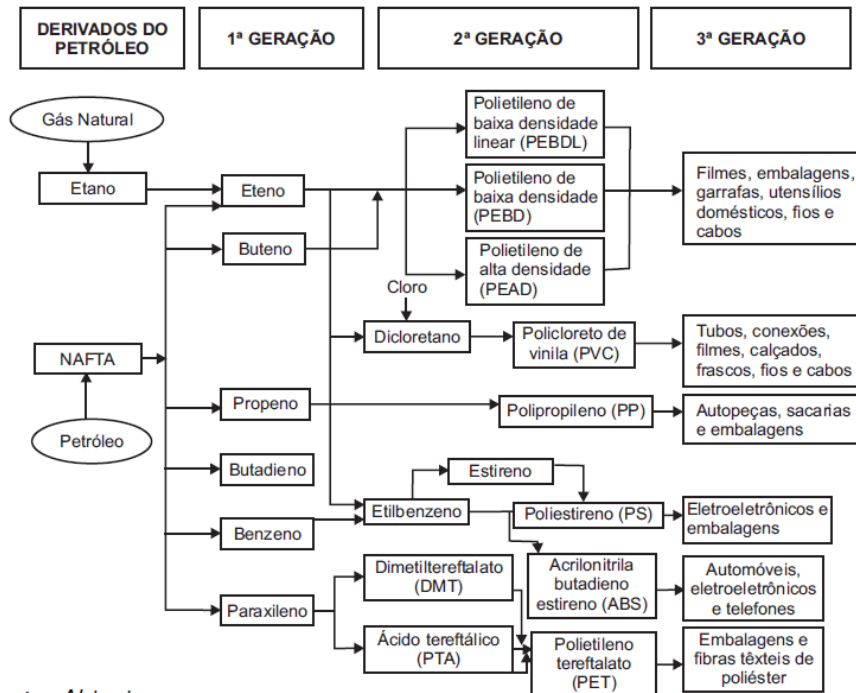 DERIVADOS DO
PETRÓLEO
1ª GERAÇÃO
2ª GERAÇÃO
3ª GERAÇÃO
Gás Natural
Etano
Eteno
Buteno
Polietileno de
baixa densidade
linear (PEBDL)
Polietileno de
baixa densidade
(PEBD)
Polietileno de
alta densidade
(PEAD)
Filmes, embalagens,
garrafas, utensílios
domésticos, fios e
cabos
Cloro
Dicloretano
Policloreto de
vinila (PVC)
Tubos, conexões,
filmes, calçados,
frascos, fios e cabos
NAFTA
Petróleo
Propeno
Polipropileno (PP)
Autopeças, sacarias
e embalagens
Butadieno
Estireno
Benzeno
Etilbenzeno
Poliestireno (PS)
Eletroeletrônicos e
embalagens
Paraxileno
Dimetiltereftalato
(DMT)
Acrilonitrila
butadieno
estireno (ABS)
Automóveis,
eletroeletrônicos
e telefones
Ácido tereftálico
(PTA)
Polietileno
tereftalato
(PET)
Embalagens e
fibras têxteis de
poliéster